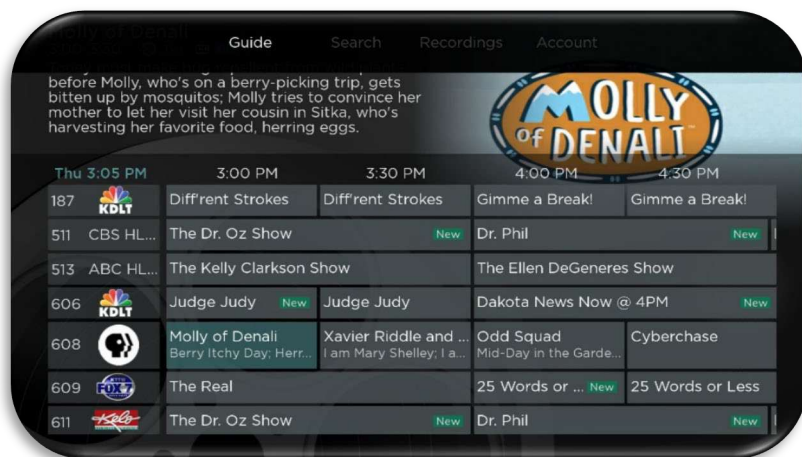 Molly of Denali
Guide Search Recordings Account
before Molly, who's on a berry-picking trip, gets
bitten up by mosquitos; Molly tries to convince her
mother to let her visit her cousin in Sitka, who's
harvesting her favorite food, herring eggs.
MOLLY
OF DENALI
Thu 3:05 PM 3:00 PM 3:30 PM 4:00 PM 4:30 PM
187 KDLT Diff'rent Strokes Diff'rent Strokes Gimme a Break! Gimme a Break!
511 CBS HL... The Dr. Oz Show New Dr. Phil New
513 ABC HL... The Kelly Clarkson Show The Ellen DeGeneres Show
606 KDLT Judge Judy New Judge Judy Dakota News Now @ 4PM New
608 Molly of Denali Xavier Riddle and ... Odd Squad Cyberchase
Berry Itchy Day; Herr... I am Mary Shelley; I a... Mid-Day in the Garde...
609 FOX 7 The Real 25 Words or ... New 25 Words or Less
611 Kelo The Dr. Oz Show New Dr. Phil New